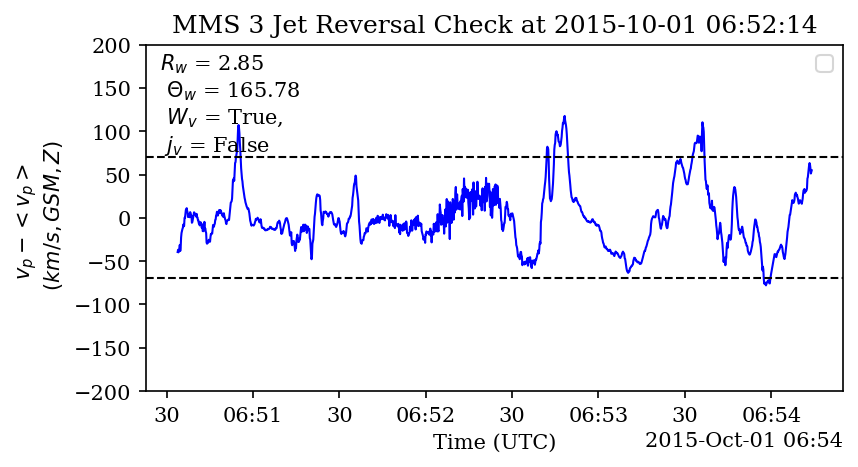 MMS 3 Jet Reversal Check at 2015-10-01 06:52:14
R_w = 2.85
Θ_w = 165.78
W_v = True,
j_v = False
v_p − < v_p >
(km/s, GSM, Z)
200
150
100
50
0
−50
−100
−150
−200
30 06:51 30 06:52 30 06:53 30 06:54
Time (UTC)
2015-Oct-01 06:54